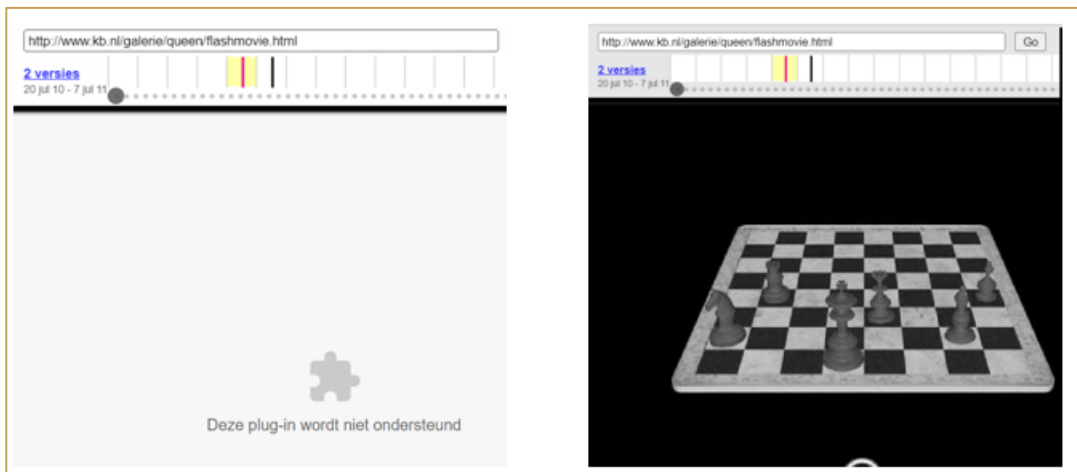 http://www.kb.nl/galerie/queen/flashmovie.html
2 versies
20 jul 10 - 7 jul 11
Deze plug-in wordt niet ondersteund
http://www.kb.nl/galerie/queen/flashmovie.html
Go
2 versies
20 jul 10 - 7 jul 11